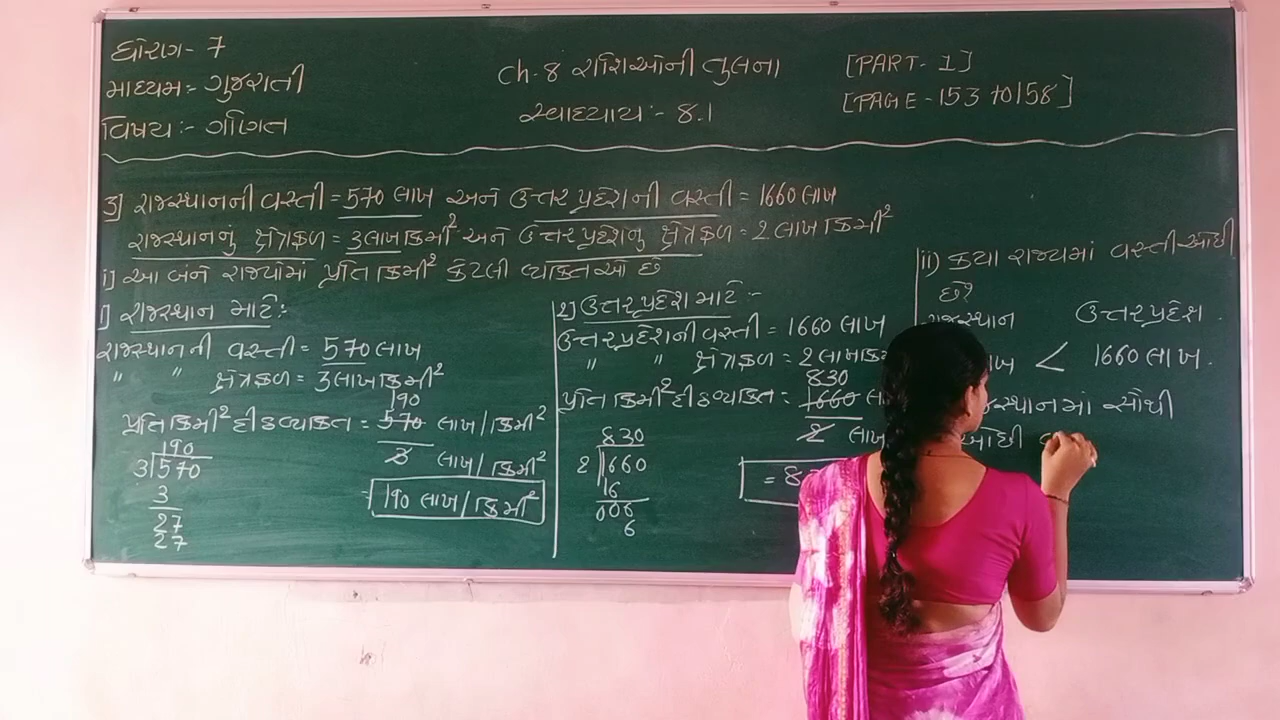 ધોરણ- 7
માધ્યમ:- ગુજરાતી
વિષય:- ગણિત
ch-8 રાશિઓની તુલના
સ્વાધ્યાય:- 8.1
[PART- 1]
[PAGE-153 TO 158]
3] રાજસ્થાનની વસ્તી = 570 લાખ અને ઉત્તર પ્રદેશની વસ્તી = 1660 લાખ
રાજસ્થાનનું ક્ષેત્રફળ = 3 લાખ કિમી² અને ઉત્તર પ્રદેશનું ક્ષેત્રફળ = 2 લાખ કિમી²
i] આ બંને રાજ્યોમાં પ્રતિ કિમી² કેટલી વ્યક્તિઓ છે
1] રાજસ્થાન માટે:
રાજસ્થાનની વસ્તી = 570 લાખ
" " ક્ષેત્રફળ = 3 લાખ કિમી²
190
પ્રતિ કિમી² દીઠ વ્યક્તિ = 570 લાખ/કિમી²
3 લાખ/કિમી²
190 લાખ/કિમી²
190
3 570
3
27
27
2] ઉત્તર પ્રદેશ માટે:-
ઉત્તર પ્રદેશની વસ્તી = 1660 લાખ
" " ક્ષેત્રફળ = 2 લાખ
830
પ્રતિ કિમી² દીઠ વ્યક્તિ = 1660
2 લાખ
830
2 1660
16
006
6
ii) કયા રાજ્યમાં વસ્તી ઓછી
છે?
ઉત્તર પ્રદેશ.
< 1660 લાખ.
સૌથી
ઓછી